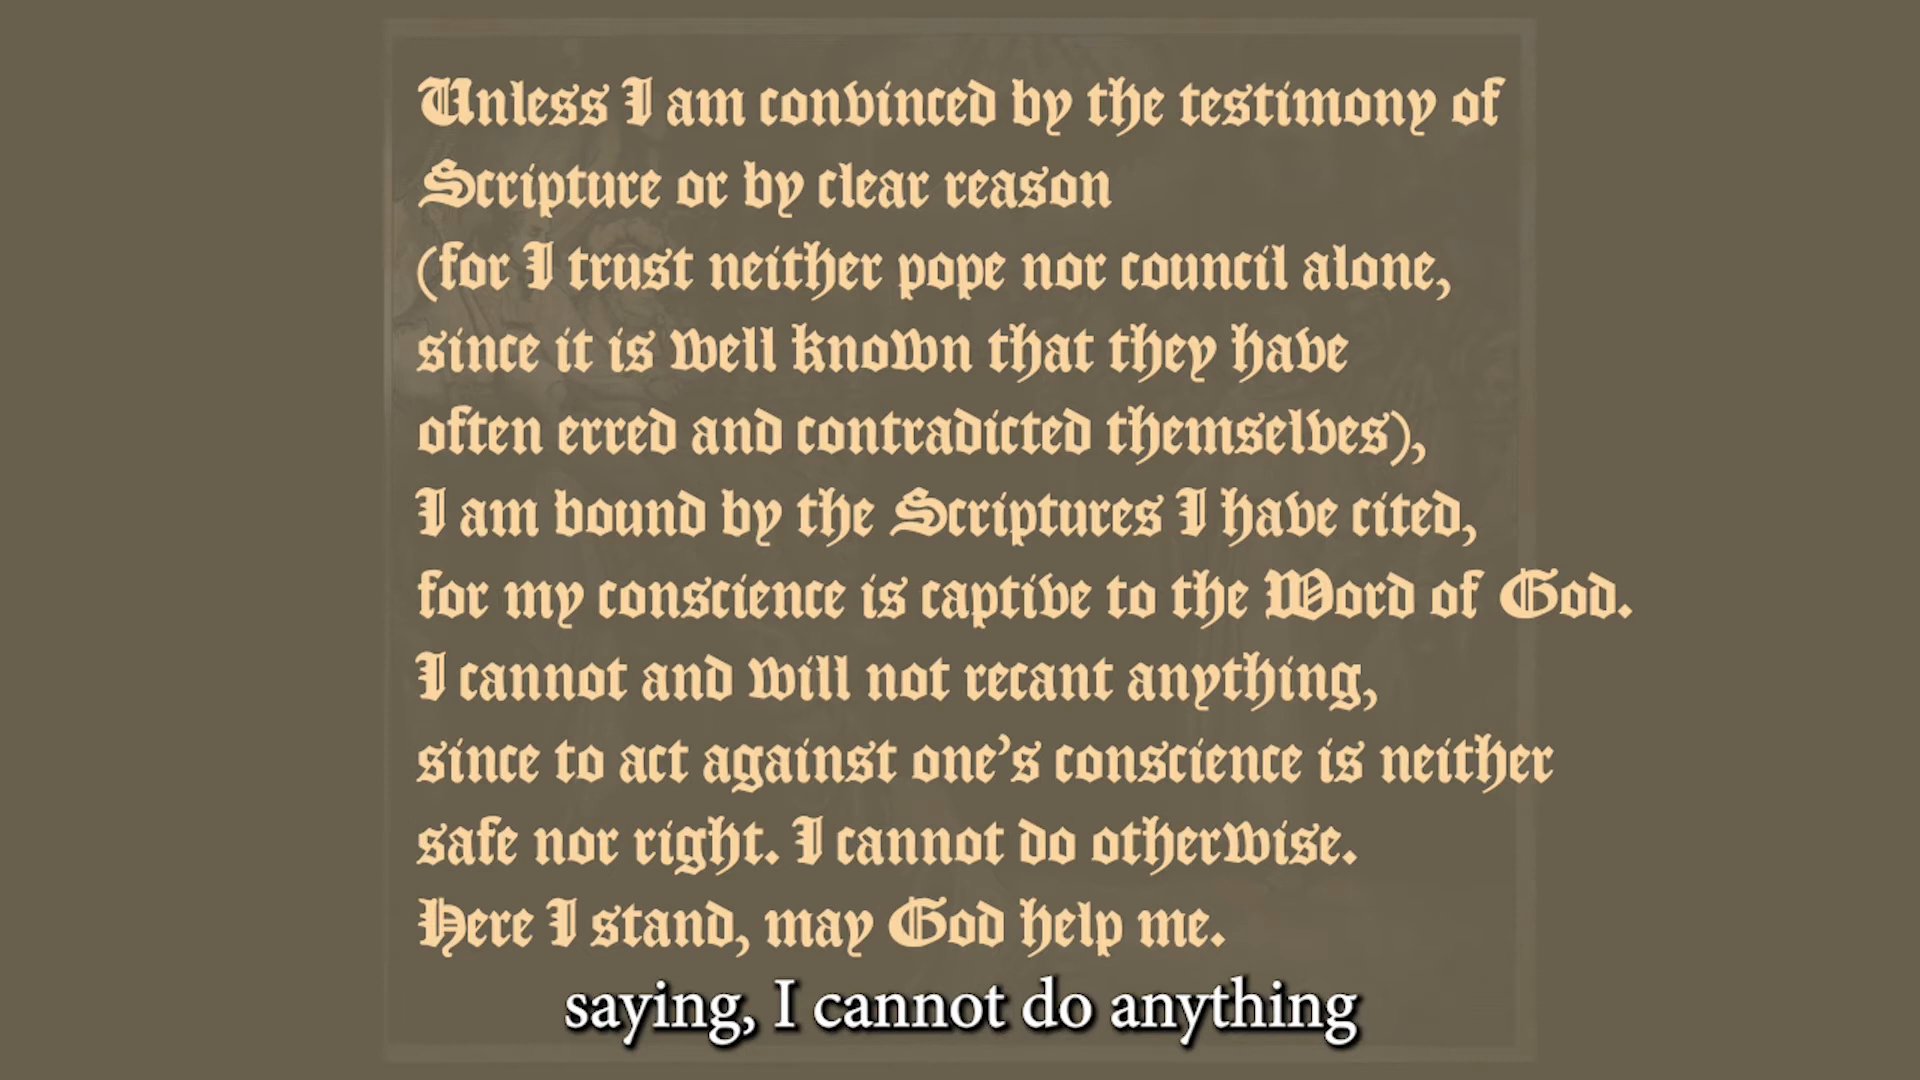 Unless I am convinced by the testimony of
Scripture or by clear reason
(for I trust neither pope nor council alone,
since it is well known that they have
often erred and contradicted themselves),
I am bound by the Scriptures I have cited,
for my conscience is captive to the Word of God.
I cannot and will not recant anything,
since to act against one’s conscience is neither
safe nor right. I cannot do otherwise.
Here I stand, may God help me.
saying, I cannot do anything